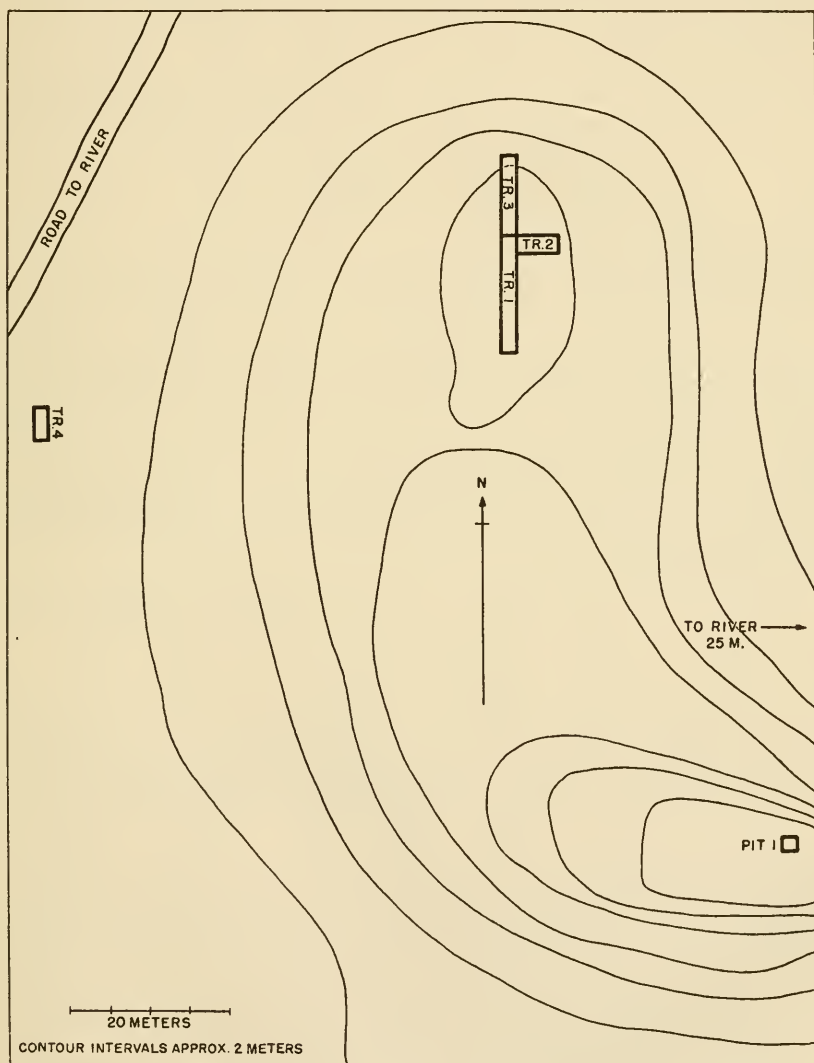 ROAD TO RIVER
TR. 3
TR. 2
TR. 1
TR. 4
N
TO RIVER
25 M.
PIT 1
20 METERS
CONTOUR INTERVALS APPROX. 2 METERS